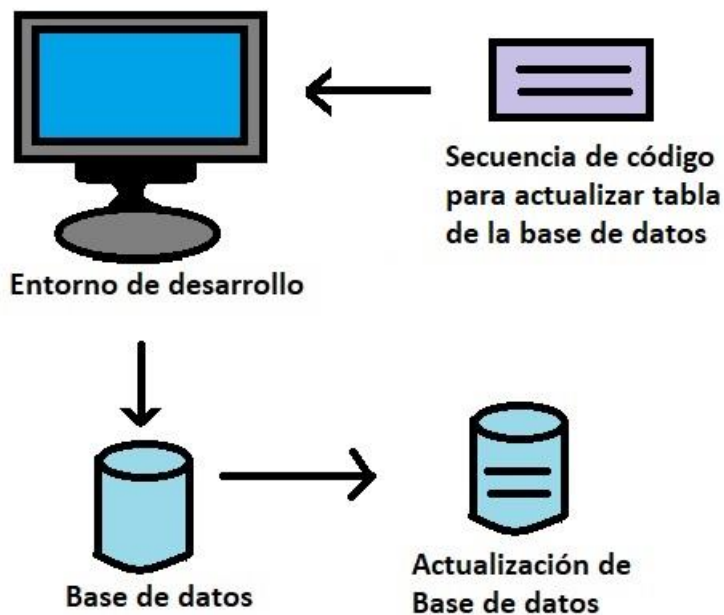 Secuencia de código
para actualizar tabla
de la base de datos
Entorno de desarrollo
Base de datos
Actualización de
Base de datos